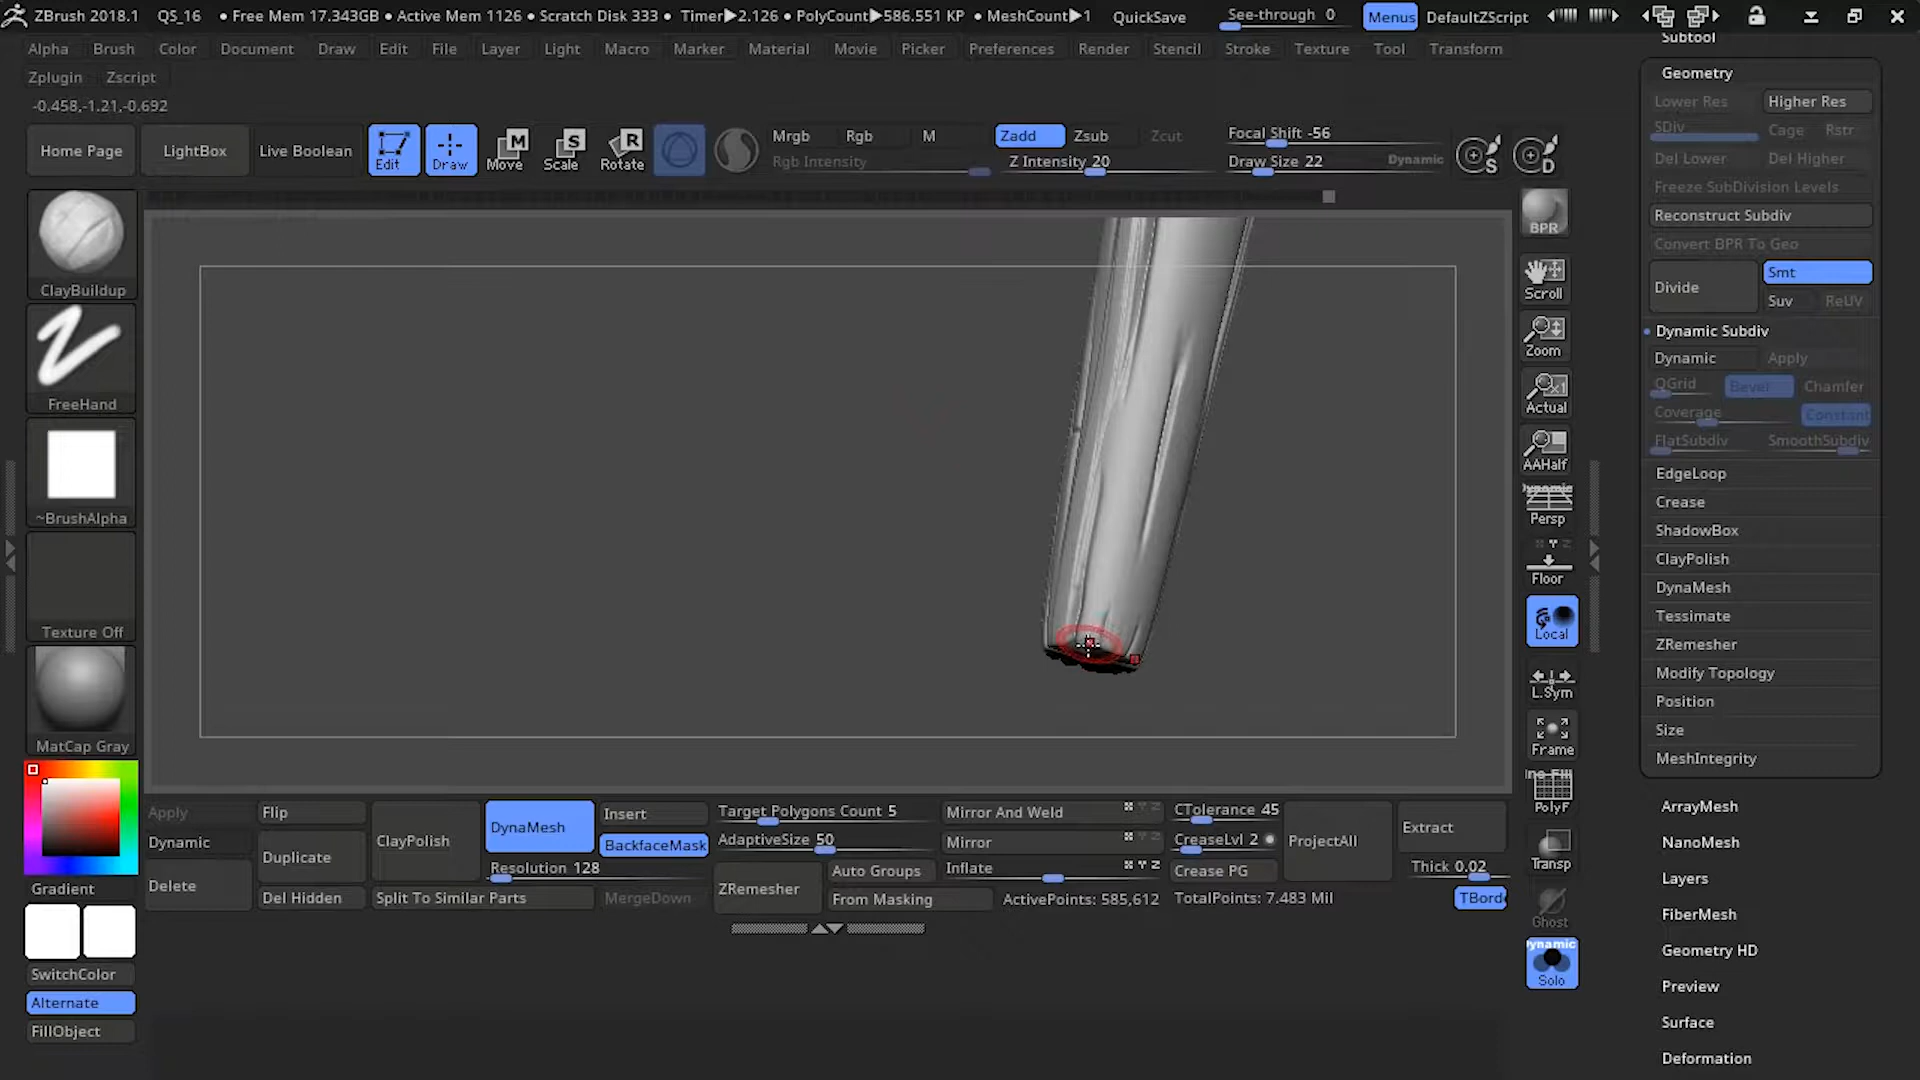 ZBrush 2018.1 QS_16 • Free Mem 17.343GB • Active Mem 1126 • Scratch Disk 333 • Timer▶2.126 • PolyCount▶586.551 KP • MeshCount▶1 QuickSave See-through 0 Menus DefaultZScript
Alpha Brush Color Document Draw Edit File Layer Light Macro Marker Material Movie Picker Preferences Render Stencil Stroke Texture Tool Transform
Zplugin Zscript
-0.458,-1.21,-0.692
Home Page LightBox Live Boolean Edit Draw Move Scale Rotate
Mrgb Rgb M Zadd Zsub Zcut Focal Shift -56
Rgb Intensity Z Intensity 20 Draw Size 22 Dynamic S D
ClayBuildup
FreeHand
~BrushAlpha
Texture Off
MatCap Gray
Gradient
SwitchColor
Alternate
FillObject
BPR
Scroll
Zoom
Actual
AAHalf
Dynamic
Persp
Floor
Local
L.Sym
Frame
PolyF
Transp
Ghost
Solo
Subtool
Geometry
Lower Res Higher Res
SDiv Cage Rstr
Del Lower Del Higher
Freeze SubDivision Levels
Reconstruct Subdiv
Convert BPR To Geo
Divide Smt
Suv ReUV
Dynamic Subdiv
Dynamic Apply
QGrid Bevel Chamfer
Coverage Constant
FlatSubdiv SmoothSubdiv
EdgeLoop
Crease
ShadowBox
ClayPolish
DynaMesh
Tessimate
ZRemesher
Modify Topology
Position
Size
MeshIntegrity
ArrayMesh
NanoMesh
Layers
FiberMesh
Geometry HD
Preview
Surface
Deformation
Apply Flip ClayPolish DynaMesh Insert Target Polygons Count 5 Mirror And Weld CTolerance 45 ProjectAll Extract
Dynamic Duplicate BackfaceMask AdaptiveSize 50 Mirror CreaseLvl 2
Delete Resolution 128 ZRemesher Auto Groups Inflate Crease PG Thick 0.02
Del Hidden Split To Similar Parts MergeDown From Masking ActivePoints: 585,612 TotalPoints: 7.483 Mil TBord